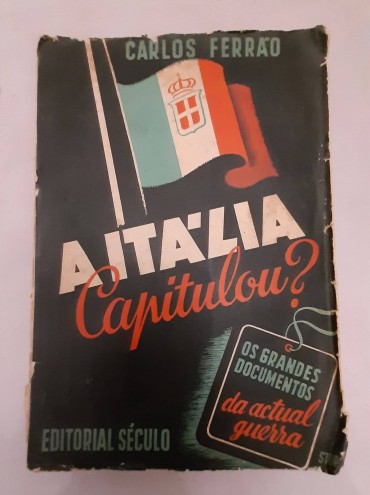 CARLOS FERRÃO
A ITÁLIA
Capitulou?
OS GRANDES
DOCUMENTOS
da actual
guerra
EDITORIAL SÉCULO